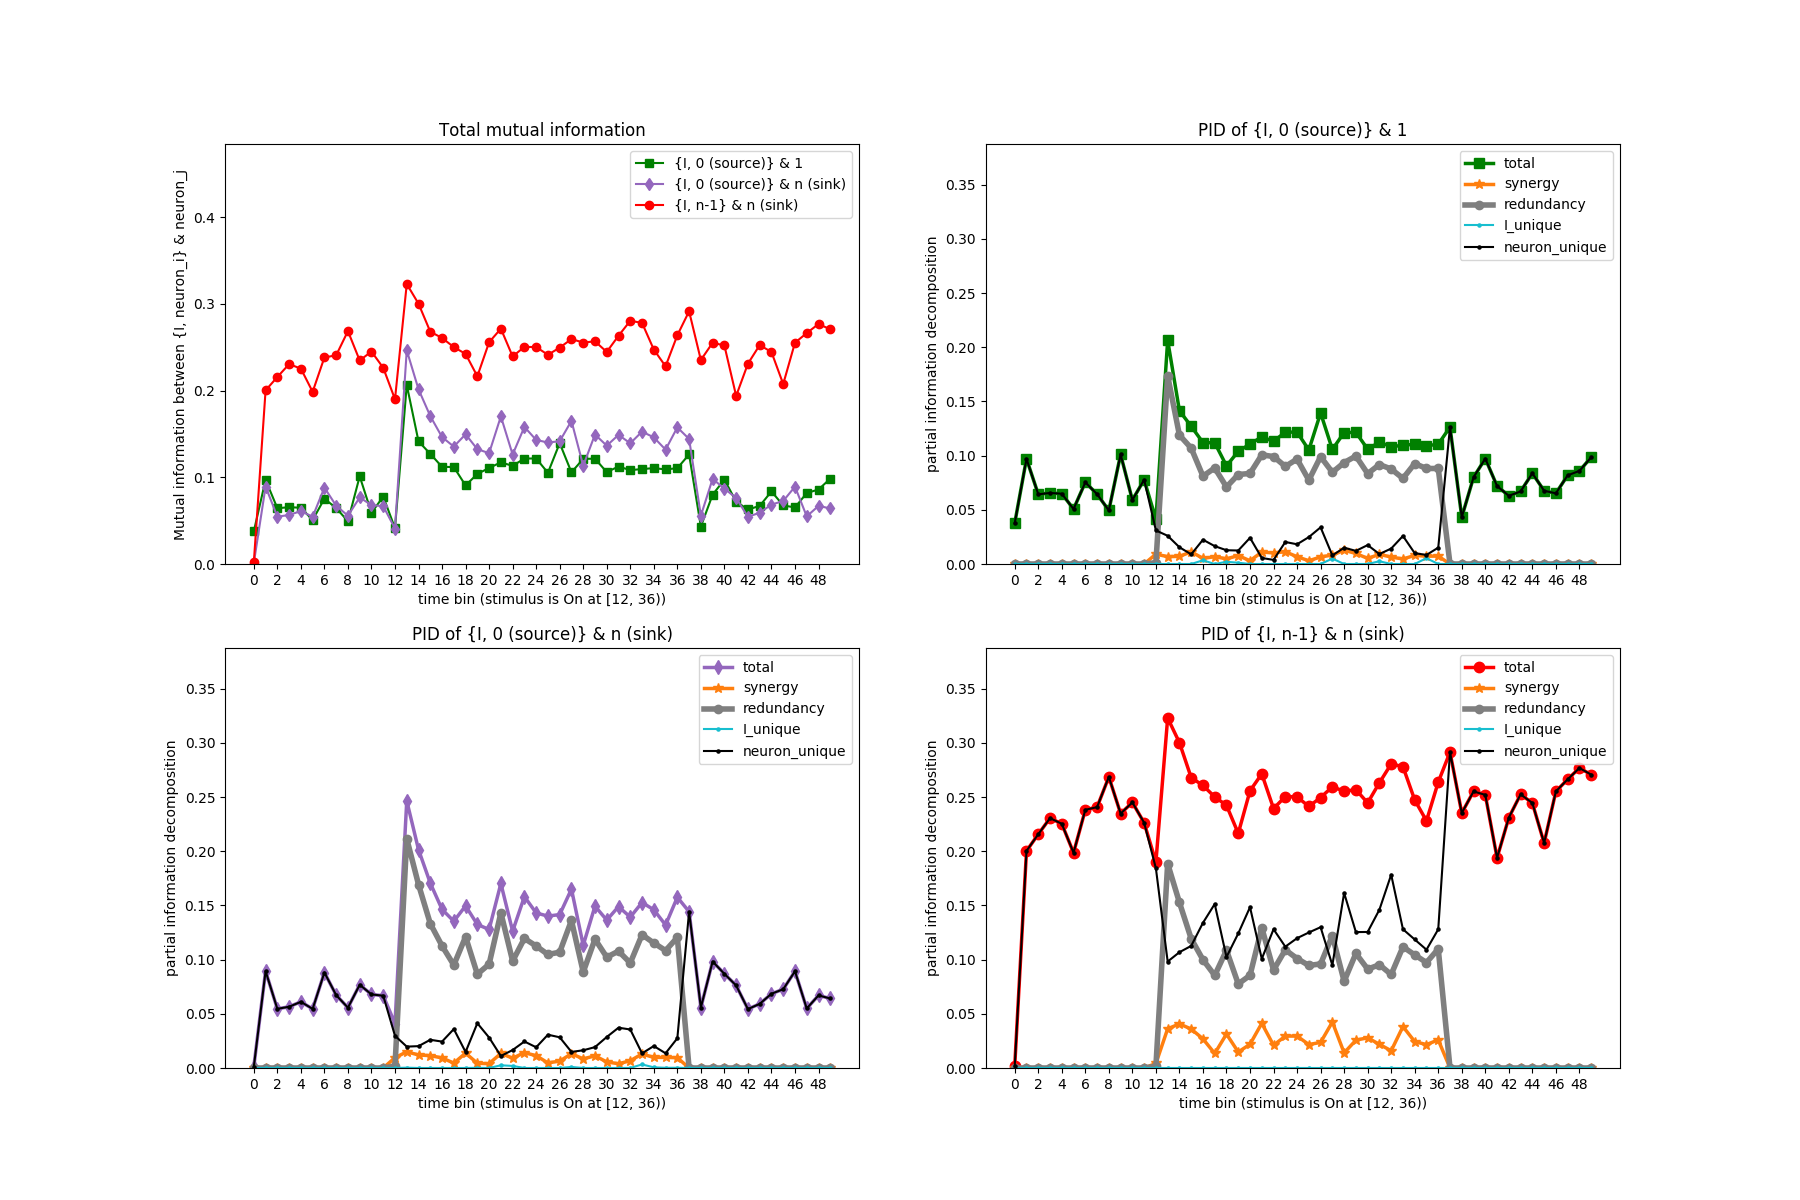 Total mutual information
Mutual information between {I, neuron_i} & neuron_j
0.4
0.3
0.2
0.1
0.0
{I, 0 (source)} & 1
{I, 0 (source)} & n (sink)
{I, n-1} & n (sink)
0 2 4 6 8 10 12 14 16 18 20 22 24 26 28 30 32 34 36 38 40 42 44 46 48
time bin (stimulus is On at [12, 36))
PID of {I, 0 (source)} & 1
partial information decomposition
0.35
0.30
0.25
0.20
0.15
0.10
0.05
0.00
total
synergy
redundancy
I_unique
neuron_unique
0 2 4 6 8 10 12 14 16 18 20 22 24 26 28 30 32 34 36 38 40 42 44 46 48
time bin (stimulus is On at [12, 36))
PID of {I, 0 (source)} & n (sink)
partial information decomposition
0.35
0.30
0.25
0.20
0.15
0.10
0.05
0.00
total
synergy
redundancy
I_unique
neuron_unique
0 2 4 6 8 10 12 14 16 18 20 22 24 26 28 30 32 34 36 38 40 42 44 46 48
time bin (stimulus is On at [12, 36))
PID of {I, n-1} & n (sink)
partial information decomposition
0.35
0.30
0.25
0.20
0.15
0.10
0.05
0.00
total
synergy
redundancy
I_unique
neuron_unique
0 2 4 6 8 10 12 14 16 18 20 22 24 26 28 30 32 34 36 38 40 42 44 46 48
time bin (stimulus is On at [12, 36))